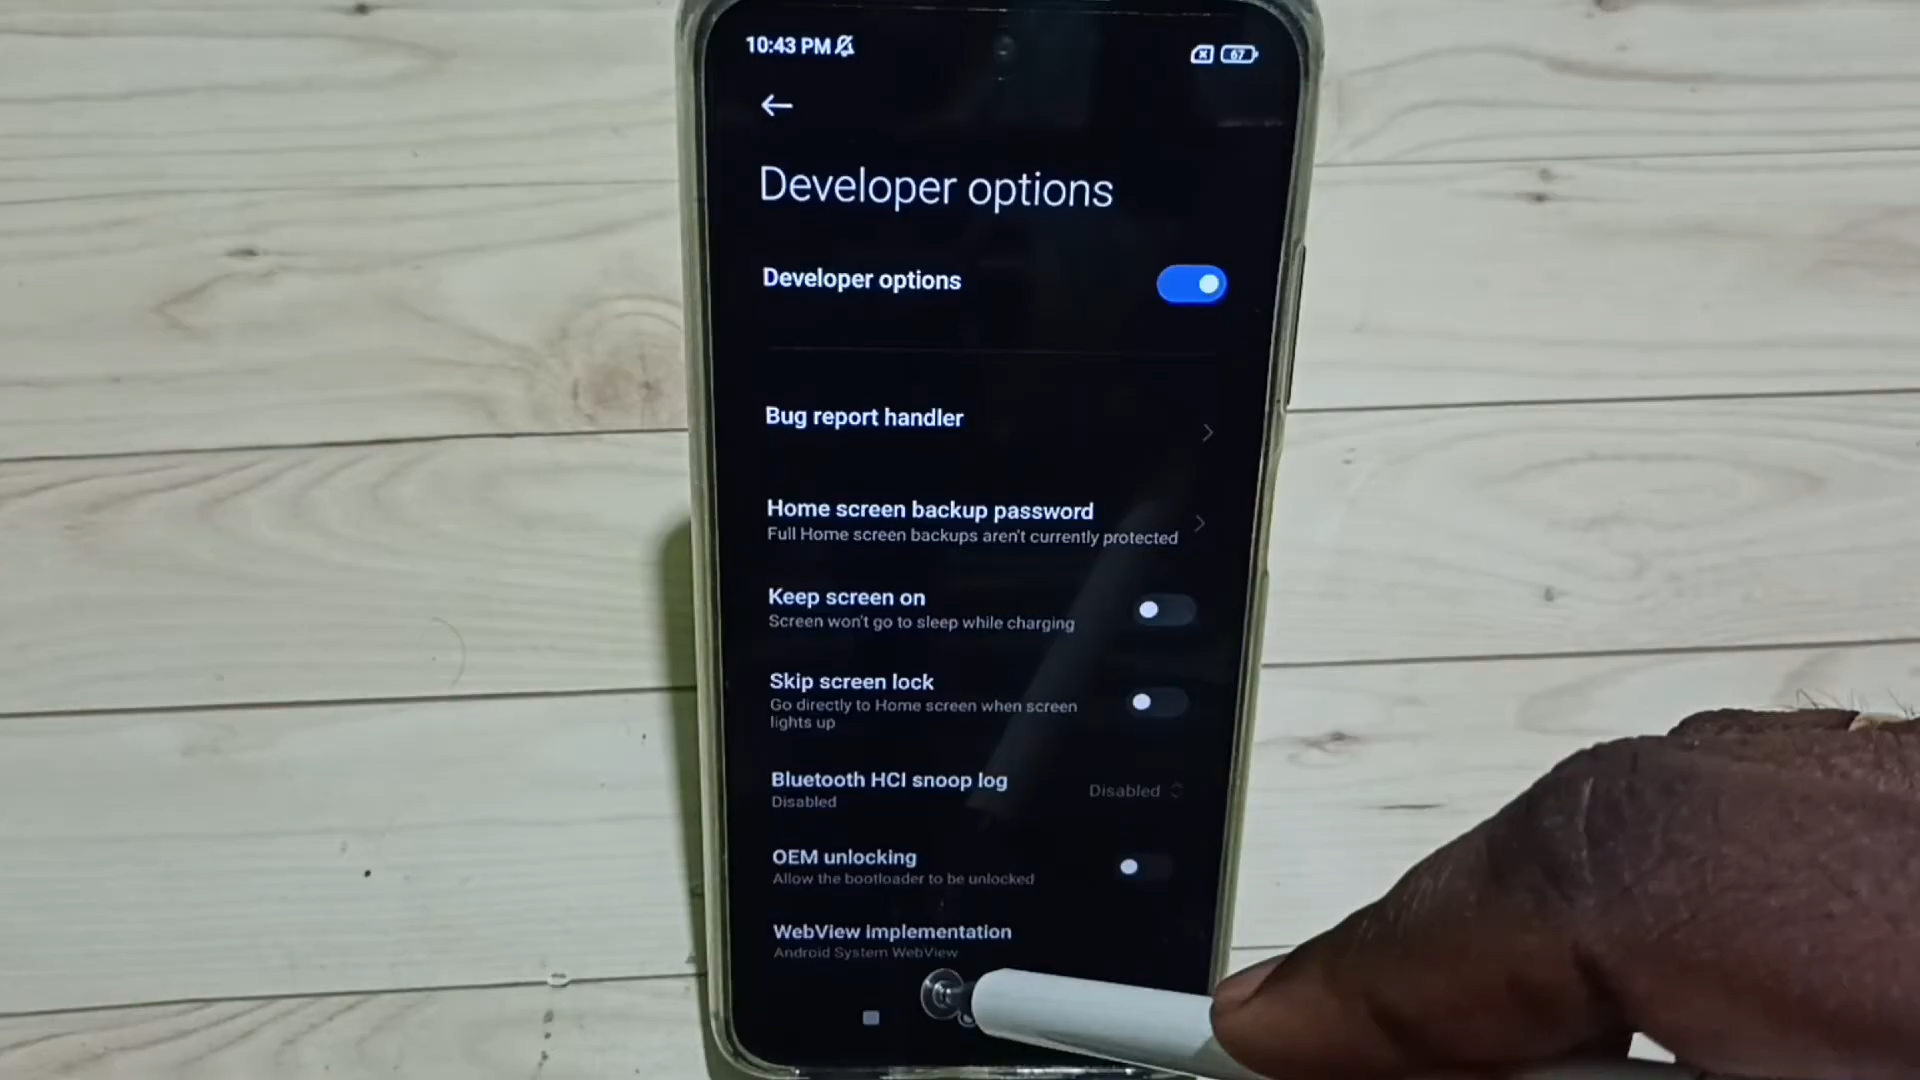 10:43 PM
67
Developer options
Developer options
Bug report handler
Home screen backup password
Full Home screen backups aren't currently protected
Keep screen on
Screen won't go to sleep while charging
Skip screen lock
Go directly to Home screen when screen
lights up
Bluetooth HCI snoop log
Disabled
Disabled
OEM unlocking
Allow the bootloader to be unlocked
WebView implementation
Android System WebView